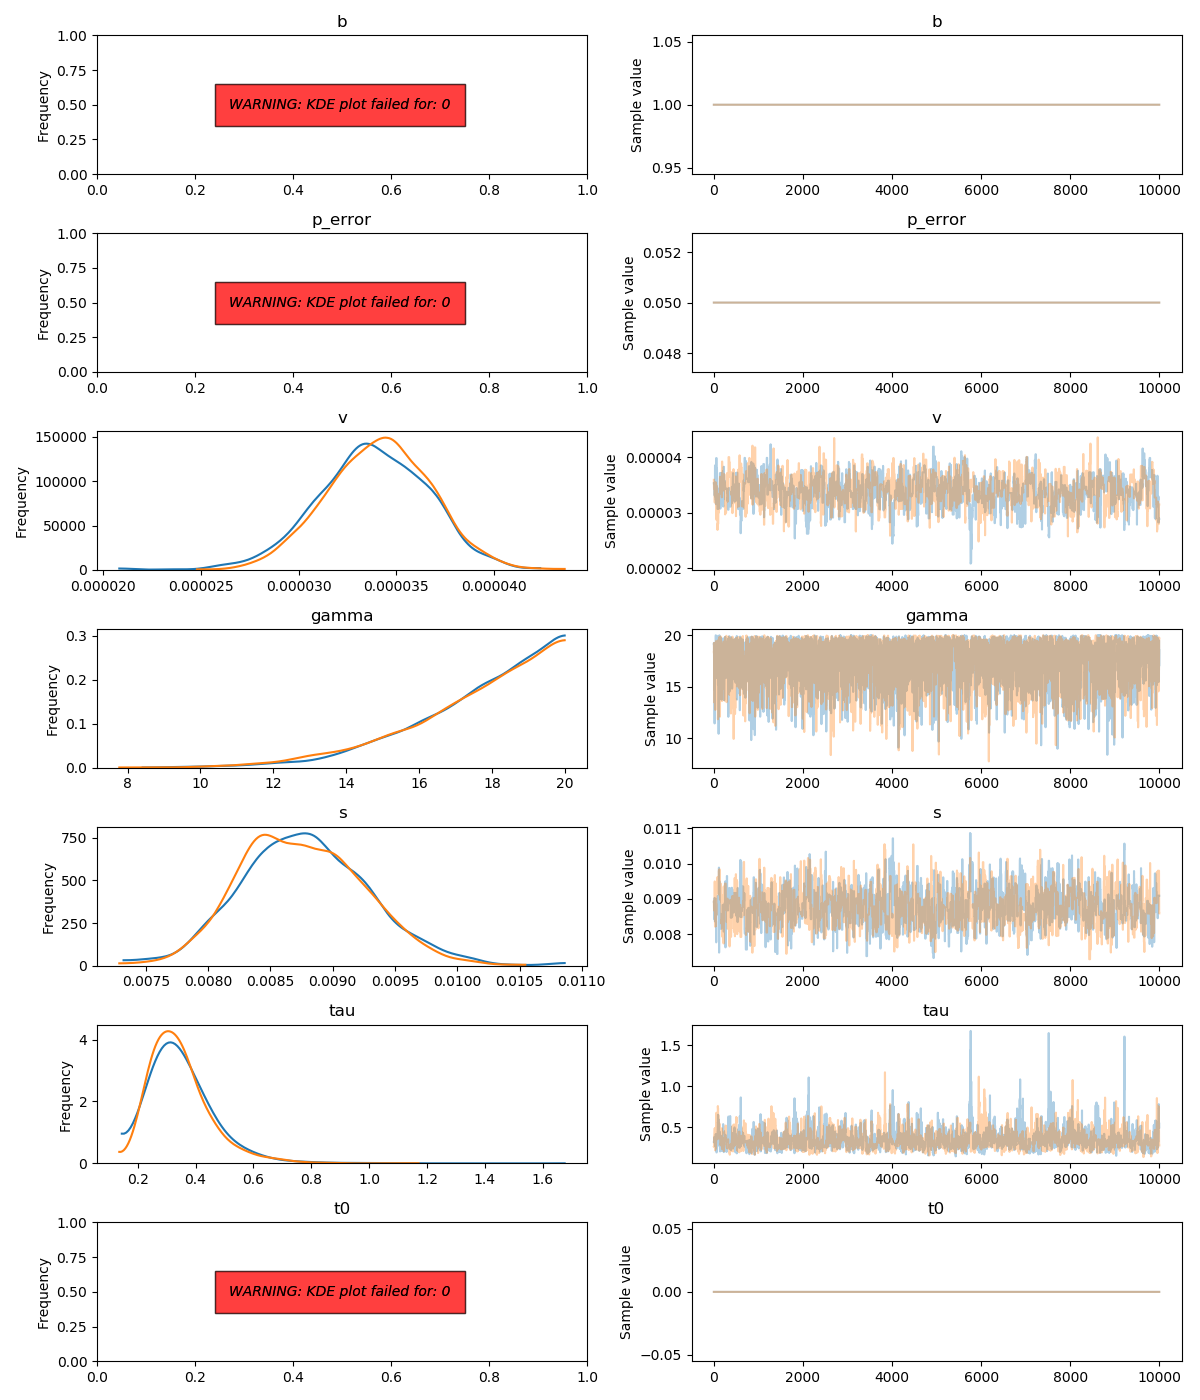 b
b
1.00
0.75
0.50
0.25
0.00
Frequency
WARNING: KDE plot failed for: 0
0.0 0.2 0.4 0.6 0.8 1.0
1.05
1.00
0.95
Sample value
0 2000 4000 6000 8000 10000
p_error
p_error
1.00
0.75
0.50
0.25
0.00
Frequency
WARNING: KDE plot failed for: 0
0.0 0.2 0.4 0.6 0.8 1.0
0.052
0.050
0.048
Sample value
0 2000 4000 6000 8000 10000
v
v
150000
100000
50000
0
Frequency
0.000020 0.000025 0.000030 0.000035 0.000040
0.00004
0.00003
0.00002
Sample value
0 2000 4000 6000 8000 10000
gamma
gamma
0.3
0.2
0.1
0.0
Frequency
8 10 12 14 16 18 20
20
15
10
Sample value
0 2000 4000 6000 8000 10000
s
s
750
500
250
0
Frequency
0.0075 0.0080 0.0085 0.0090 0.0095 0.0100 0.0105 0.0110
0.011
0.010
0.009
0.008
Sample value
0 2000 4000 6000 8000 10000
tau
tau
4
2
0
Frequency
0.2 0.4 0.6 0.8 1.0 1.2 1.4 1.6
1.5
1.0
0.5
Sample value
0 2000 4000 6000 8000 10000
t0
t0
1.00
0.75
0.50
0.25
0.00
Frequency
WARNING: KDE plot failed for: 0
0.0 0.2 0.4 0.6 0.8 1.0
0.05
0.00
−0.05
Sample value
0 2000 4000 6000 8000 10000